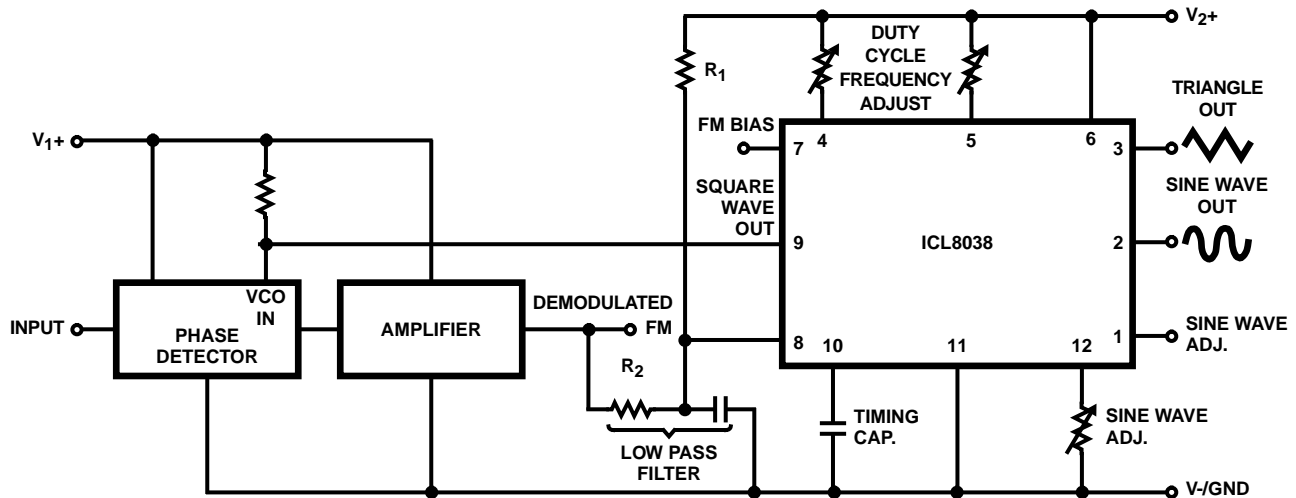 V2+
DUTY
CYCLE
FREQUENCY
ADJUST
R1
V1+
FM BIAS
7
4
5
6
3
TRIANGLE
OUT
SQUARE
WAVE
OUT
9
ICL8038
2
SINE WAVE
OUT
INPUT
PHASE
DETECTOR
VCO
IN
AMPLIFIER
DEMODULATED
FM
8
10
11
12
1
SINE WAVE
ADJ.
R2
LOW PASS
FILTER
TIMING
CAP.
SINE WAVE
ADJ.
V-/GND